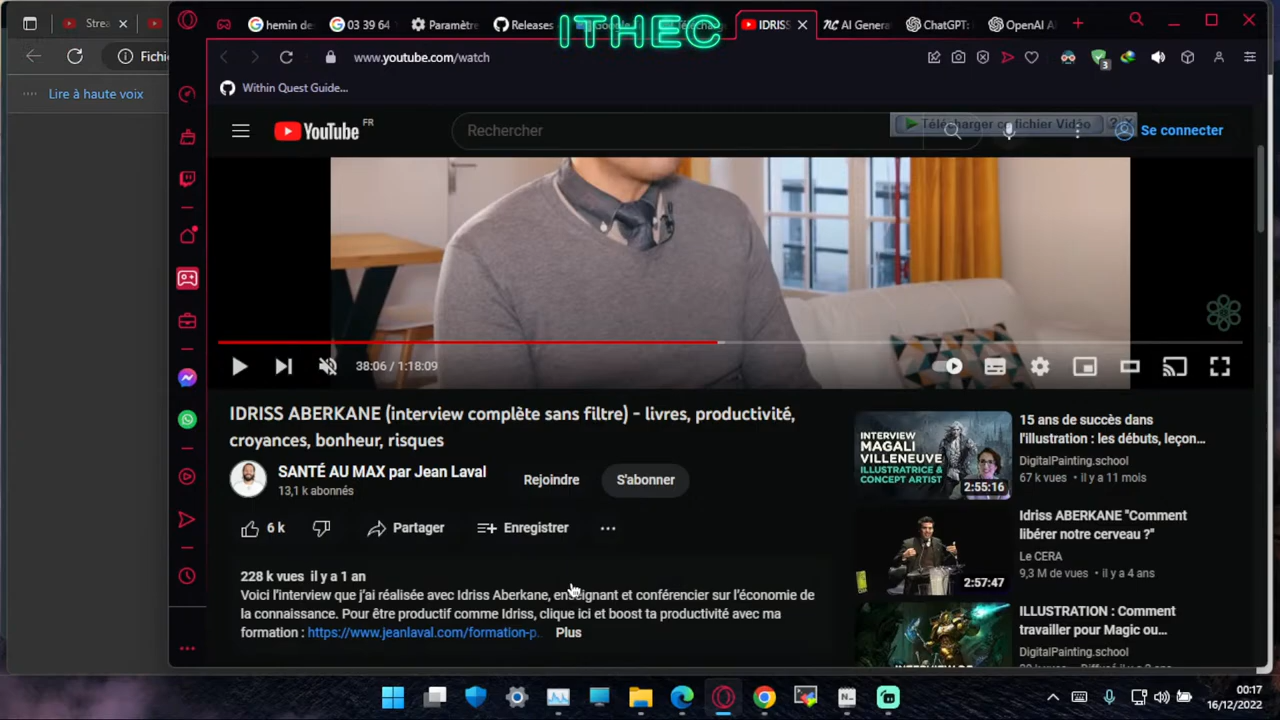 Strea
hemin de
03 39 64
Paramètre
Releases
ITHEC
IDRISS
AI Genera
ChatGPT:
OpenAI A
Fichi
www.youtube.com/watch
3
Lire à haute voix
Within Quest Guide...
YouTube FR
Rechercher
Télécharger ce fichier Vidéo
Se connecter
38:06 / 1:18:09
IDRISS ABERKANE (interview complète sans filtre) - livres, productivité,
croyances, bonheur, risques
SANTÉ AU MAX par Jean Laval
13,1 k abonnés
Rejoindre
S'abonner
6 k
Partager
Enregistrer
228 k vues il y a 1 an
Voici l'interview que j'ai réalisée avec Idriss Aberkane, enseignant et conférencier sur l'économie de
la connaissance. Pour être productif comme Idriss, clique ici et boost ta productivité avec ma
formation : https://www.jeanlaval.com/formation-p... Plus
INTERVIEW
MAGALI
VILLENEUVE
ILLUSTRATRICE &
CONCEPT ARTIST
2:55:16
15 ans de succès dans
l'illustration : les débuts, leçon...
DigitalPainting.school
67 k vues • il y a 11 mois
2:57:47
Idriss ABERKANE "Comment
libérer notre cerveau ?"
Le CERA
9,3 M de vues • il y a 3 ans
ILLUSTRATION : Comment
travailler pour Magic ou...
DigitalPainting.school
00:17
16/12/2022